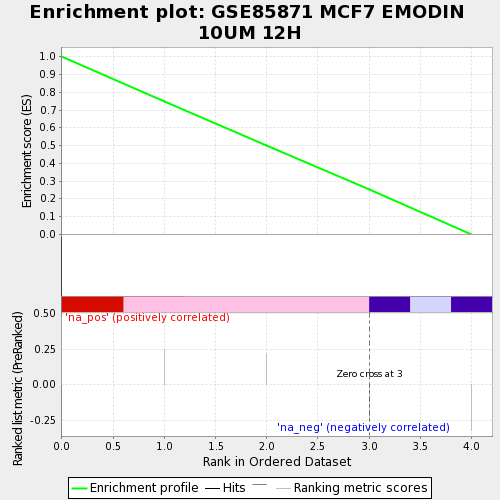 Enrichment plot: GSE85871 MCF7 EMODIN
10UM 12H
Enrichment score (ES)
1.0
0.9
0.8
0.7
0.6
0.5
0.4
0.3
0.2
0.1
0.0
Ranked list metric (PreRanked)
0.50
0.25
0.00
-0.25
'na_pos' (positively correlated)
Zero cross at 3
'na_neg' (negatively correlated)
0.0 0.5 1.0 1.5 2.0 2.5 3.0 3.5 4.0
Rank in Ordered Dataset
Enrichment profile Hits Ranking metric scores